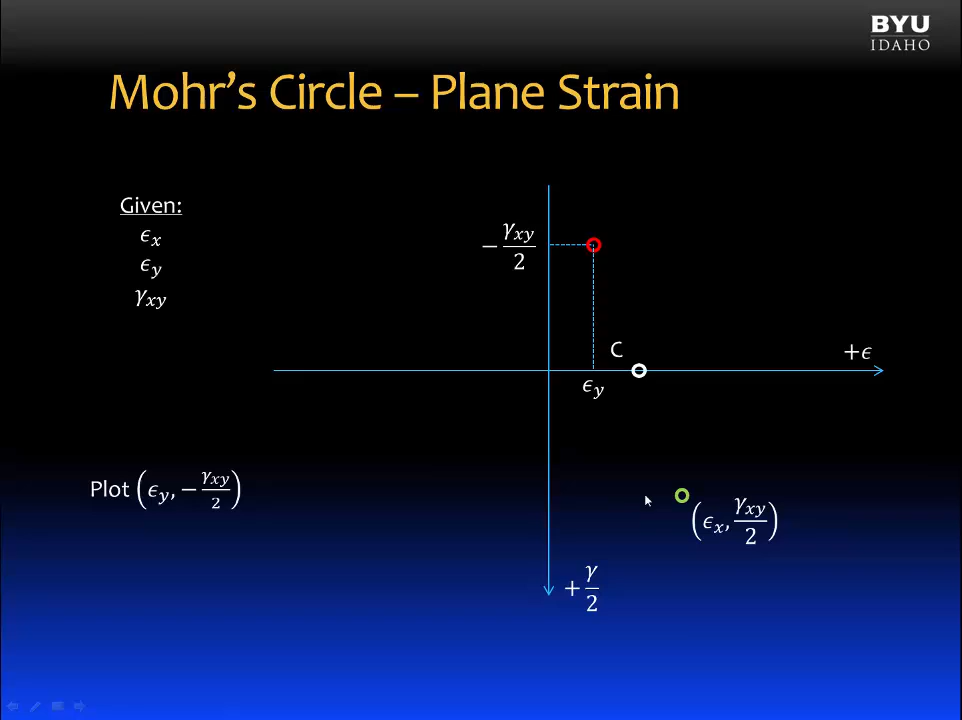 BYU
IDAHO
Mohr's Circle – Plane Strain
Given:
ϵ_x
ϵ_y
γ_xy
−γ_xy/2
C
+ϵ
ϵ_y
Plot (ϵ_y, −γ_xy/2)
(ϵ_x, γ_xy/2)
+γ/2